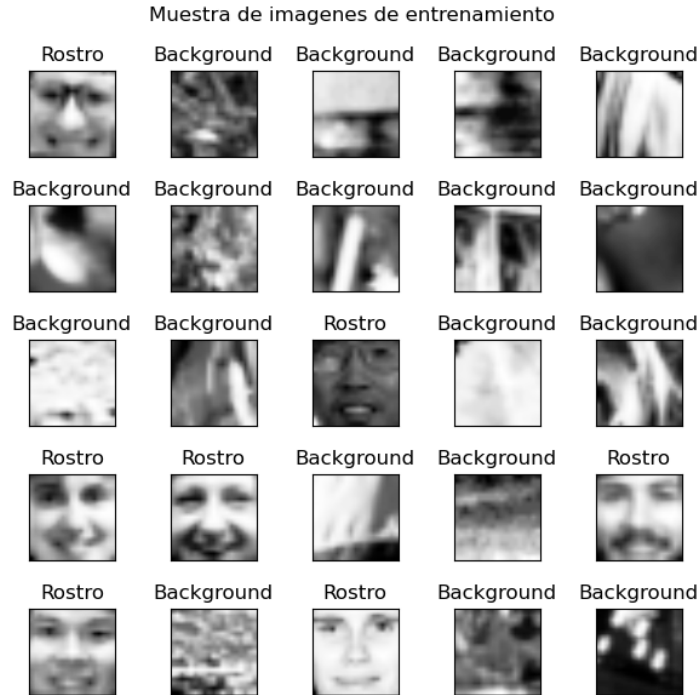 Muestra de imagenes de entrenamiento
Rostro Background Background Background Background
Background Background Background Background Background
Background Background Rostro Background Background
Rostro Rostro Background Background Rostro
Rostro Background Rostro Background Background